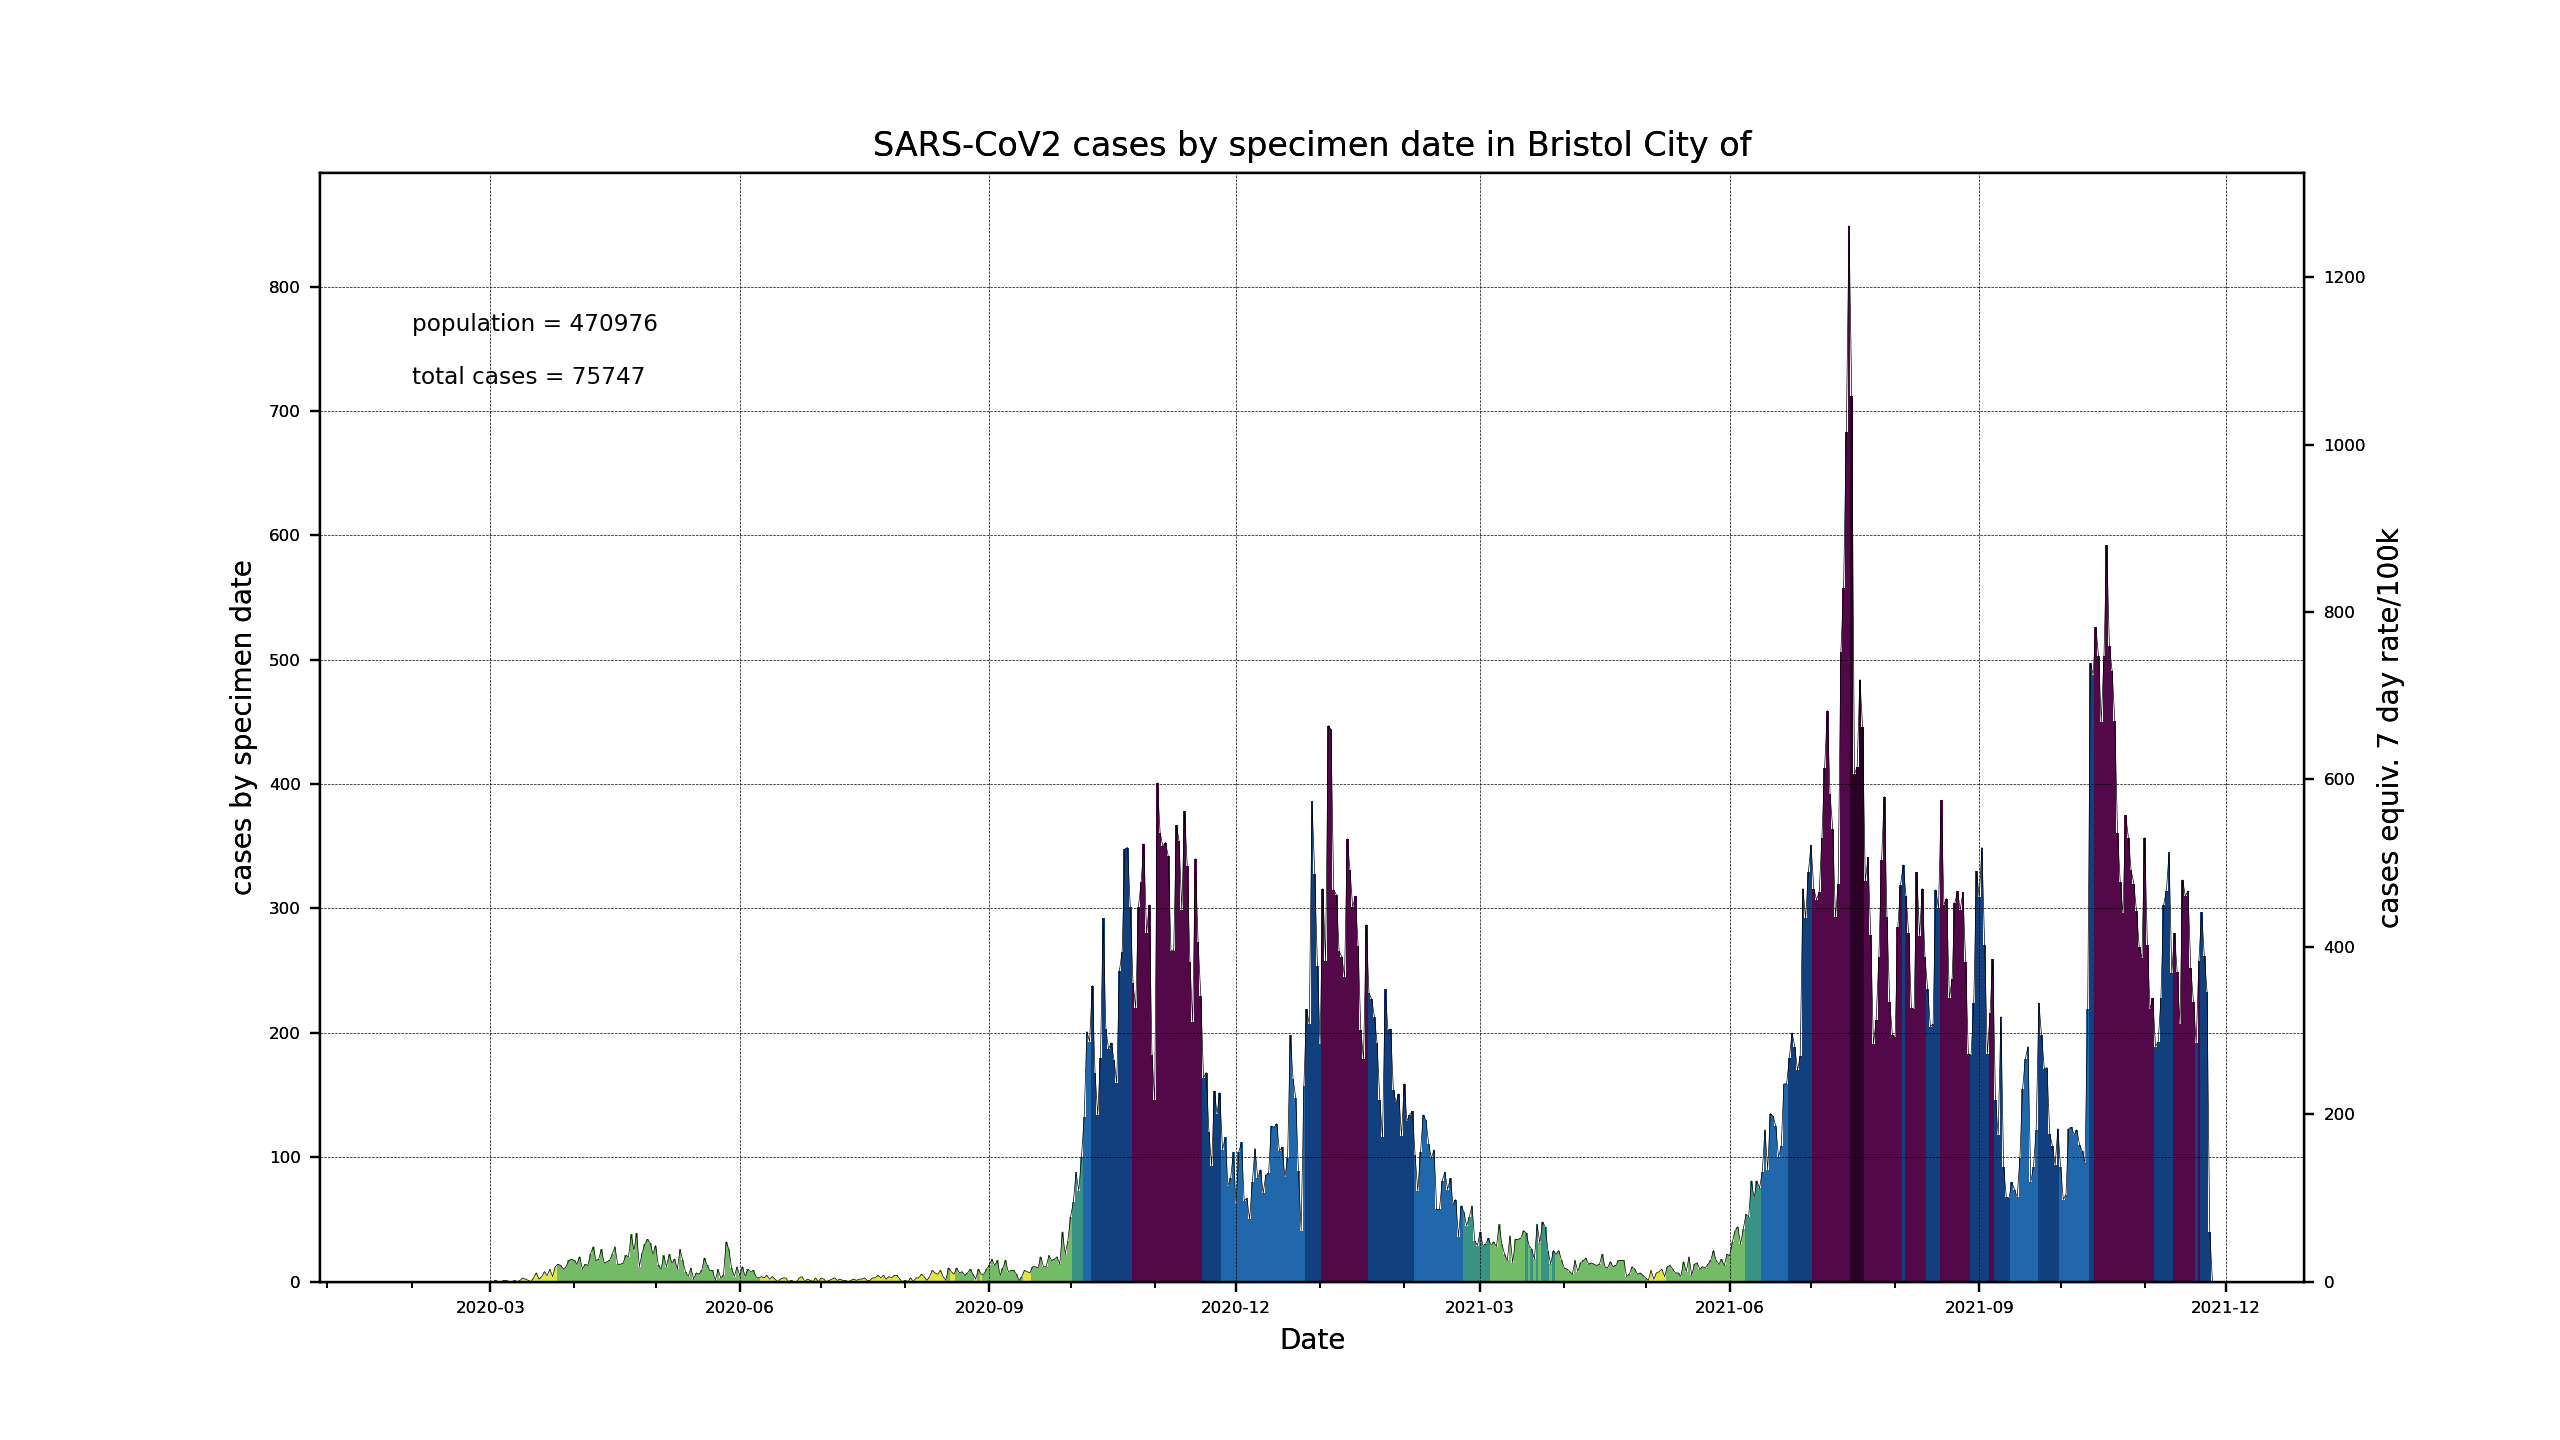 SARS-CoV2 cases by specimen date in Bristol City of
population = 470976
total cases = 75747
cases by specimen date
800
700
600
500
400
300
200
100
0
1200
1000
800
600
400
200
0
cases equiv. 7 day rate/100k
2020-03 2020-06 2020-09 2020-12 2021-03 2021-06 2021-09 2021-12
Date